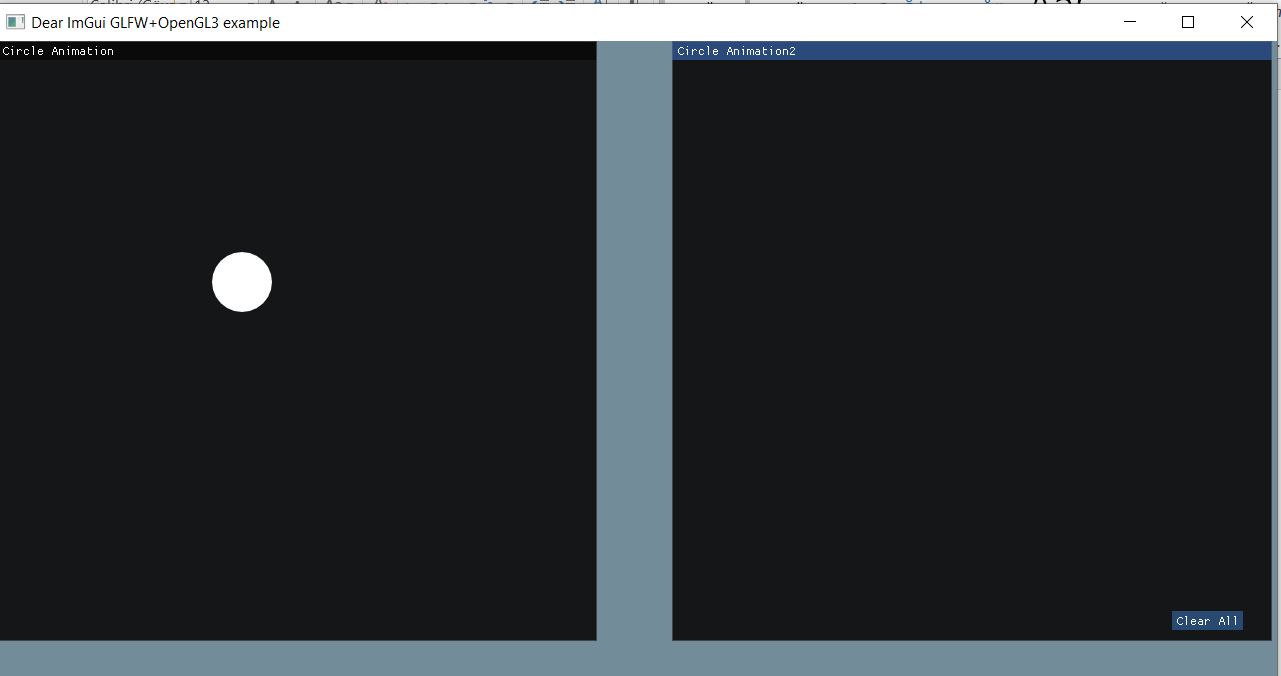 Dear ImGui GLFW+OpenGL3 example
Circle Animation
Circle Animation2
Clear All